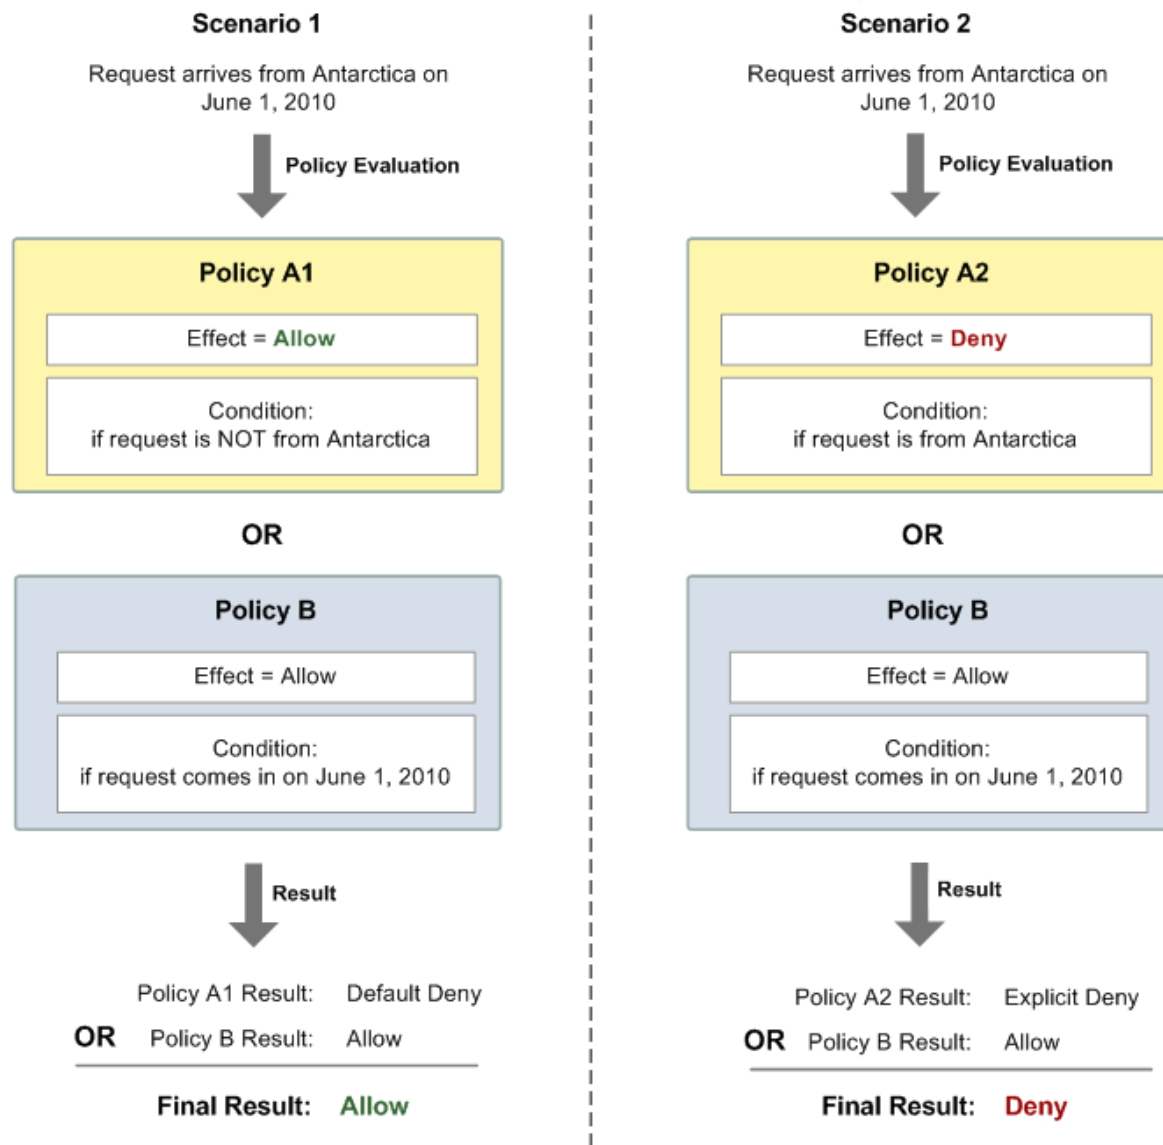 Scenario 1
Request arrives from Antarctica on
June 1, 2010
Policy Evaluation
Policy A1
Effect = Allow
Condition:
if request is NOT from Antarctica
OR
Policy B
Effect = Allow
Condition:
if request comes in on June 1, 2010
Result
Policy A1 Result: Default Deny
OR Policy B Result: Allow
Final Result: Allow
Scenario 2
Request arrives from Antarctica on
June 1, 2010
Policy Evaluation
Policy A2
Effect = Deny
Condition:
if request is from Antarctica
OR
Policy B
Effect = Allow
Condition:
if request comes in on June 1, 2010
Result
Policy A2 Result: Explicit Deny
OR Policy B Result: Allow
Final Result: Deny